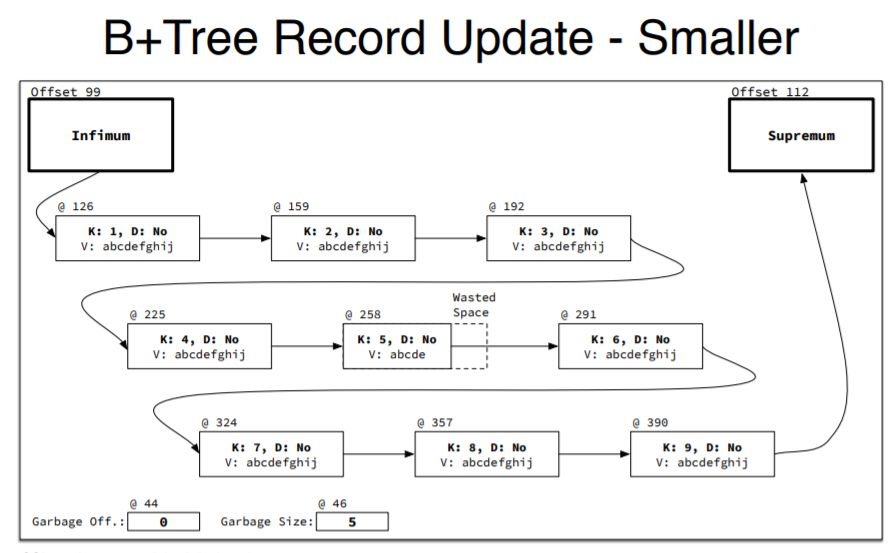 B+Tree Record Update - Smaller
Offset 99
Offset 112
Infimum
Supremum
@ 126
@ 159
@ 192
K: 1, D: No
V: abcdefghij
K: 2, D: No
V: abcdefghij
K: 3, D: No
V: abcdefghij
Wasted
Space
@ 225
@ 258
@ 291
K: 4, D: No
V: abcdefghij
K: 5, D: No
V: abcde
K: 6, D: No
V: abcdefghij
@ 324
@ 357
@ 390
K: 7, D: No
V: abcdefghij
K: 8, D: No
V: abcdefghij
K: 9, D: No
V: abcdefghij
@ 44
@ 46
Garbage Off.: 0
Garbage Size: 5